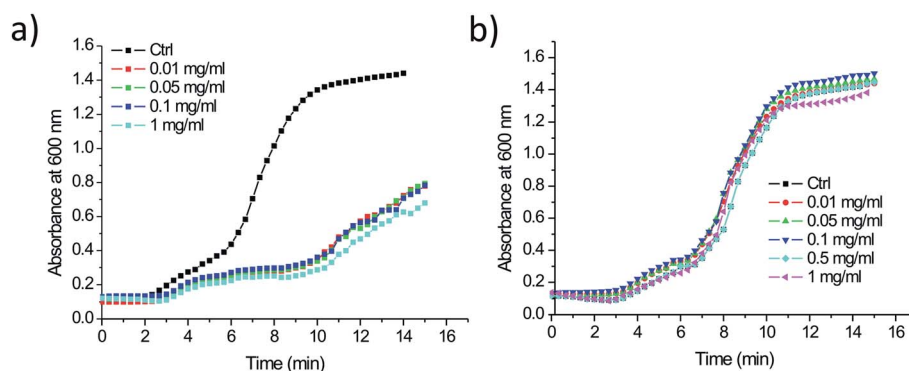 a)
1.6
1.4
1.2
1.0
0.8
0.6
0.4
0.2
0.0
Absorbance at 600 nm
Ctrl
0.01 mg/ml
0.05 mg/ml
0.1 mg/ml
1 mg/ml
0 2 4 6 8 10 12 14 16
Time (min)
b)
1.6
1.4
1.2
1.0
0.8
0.6
0.4
0.2
0.0
Absorbance at 600 nm
Ctrl
0.01 mg/ml
0.05 mg/ml
0.1 mg/ml
0.5 mg/ml
1 mg/ml
0 2 4 6 8 10 12 14 16
Time (min)